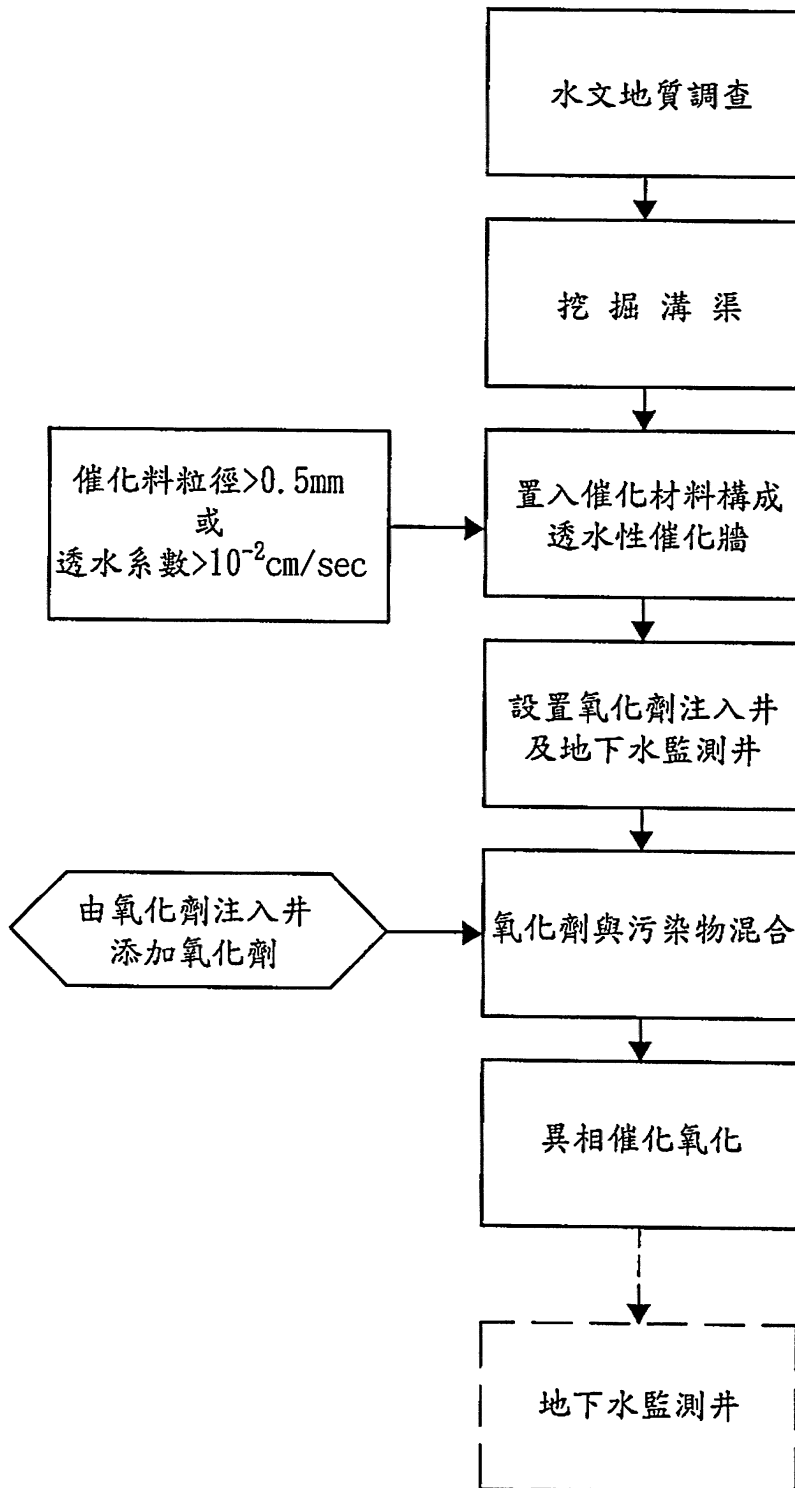 水文地質調查
挖掘溝渠
催化料粒徑>0.5mm
或
透水系數>10⁻²cm/sec
置入催化材料構成
透水性催化牆
設置氧化劑注入井
及地下水監測井
由氧化劑注入井
添加氧化劑
氧化劑與污染物混合
異相催化氧化
地下水監測井